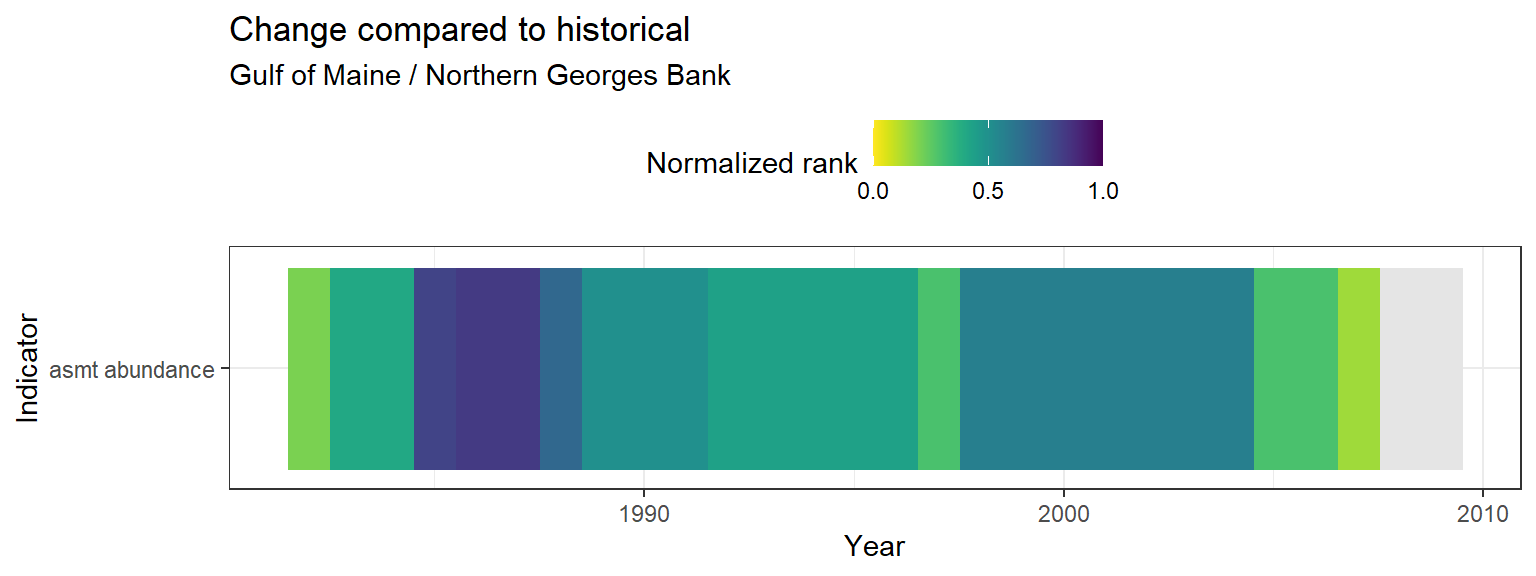 Change compared to historical
Gulf of Maine / Northern Georges Bank
Normalized rank
0.0 0.5 1.0
Indicator
asmt abundance
1990 2000 2010
Year